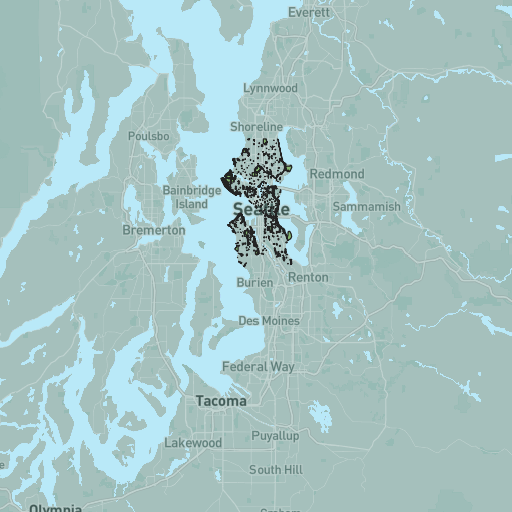 Everett
Lynnwood
Shoreline
Poulsbo
Redmond
Bainbridge
Island
Seattle
Sammamish
Bremerton
Renton
Burien
Des Moines
Federal Way
Tacoma
Lakewood
Puyallup
South Hill
Olympia